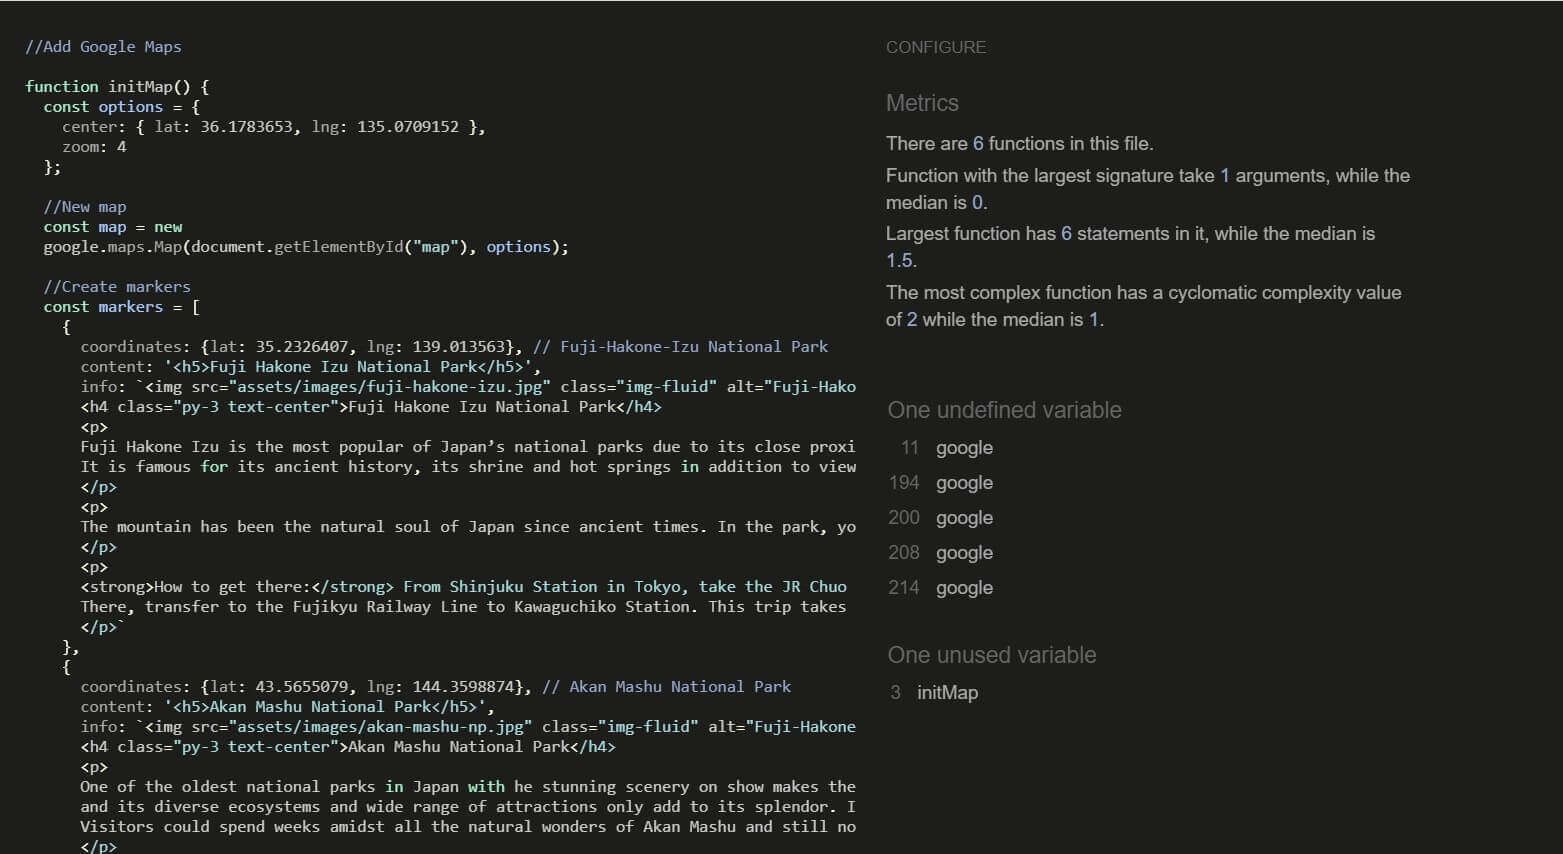 //Add Google Maps
function initMap() {
const options = {
center: { lat: 36.1783653, lng: 135.0709152 },
zoom: 4
};
//New map
const map = new
google.maps.Map(document.getElementById("map"), options);
//Create markers
const markers = [
{
coordinates: {lat: 35.2326407, lng: 139.013563}, // Fuji-Hakone-Izu National Park
content: '<h5>Fuji Hakone Izu National Park</h5>',
info: `<img src="assets/images/fuji-hakone-izu.jpg" class="img-fluid" alt="Fuji-Hako
<h4 class="py-3 text-center">Fuji Hakone Izu National Park</h4>
<p>
Fuji Hakone Izu is the most popular of Japan’s national parks due to its close proxi
It is famous for its ancient history, its shrine and hot springs in addition to view
</p>
<p>
The mountain has been the natural soul of Japan since ancient times. In the park, yo
</p>
<p>
<strong>How to get there:</strong> From Shinjuku Station in Tokyo, take the JR Chuo
There, transfer to the Fujikyu Railway Line to Kawaguchiko Station. This trip takes
</p>`
},
{
coordinates: {lat: 43.5655079, lng: 144.3598874}, // Akan Mashu National Park
content: '<h5>Akan Mashu National Park</h5>',
info: `<img src="assets/images/akan-mashu-np.jpg" class="img-fluid" alt="Fuji-Hakone
<h4 class="py-3 text-center">Akan Mashu National Park</h4>
<p>
One of the oldest national parks in Japan with he stunning scenery on show makes the
and its diverse ecosystems and wide range of attractions only add to its splendor. I
Visitors could spend weeks amidst all the natural wonders of Akan Mashu and still no
</p>
CONFIGURE
Metrics
There are 6 functions in this file.
Function with the largest signature take 1 arguments, while the
median is 0.
Largest function has 6 statements in it, while the median is
1.5.
The most complex function has a cyclomatic complexity value
of 2 while the median is 1.
One undefined variable
11 google
194 google
200 google
208 google
214 google
One unused variable
3 initMap